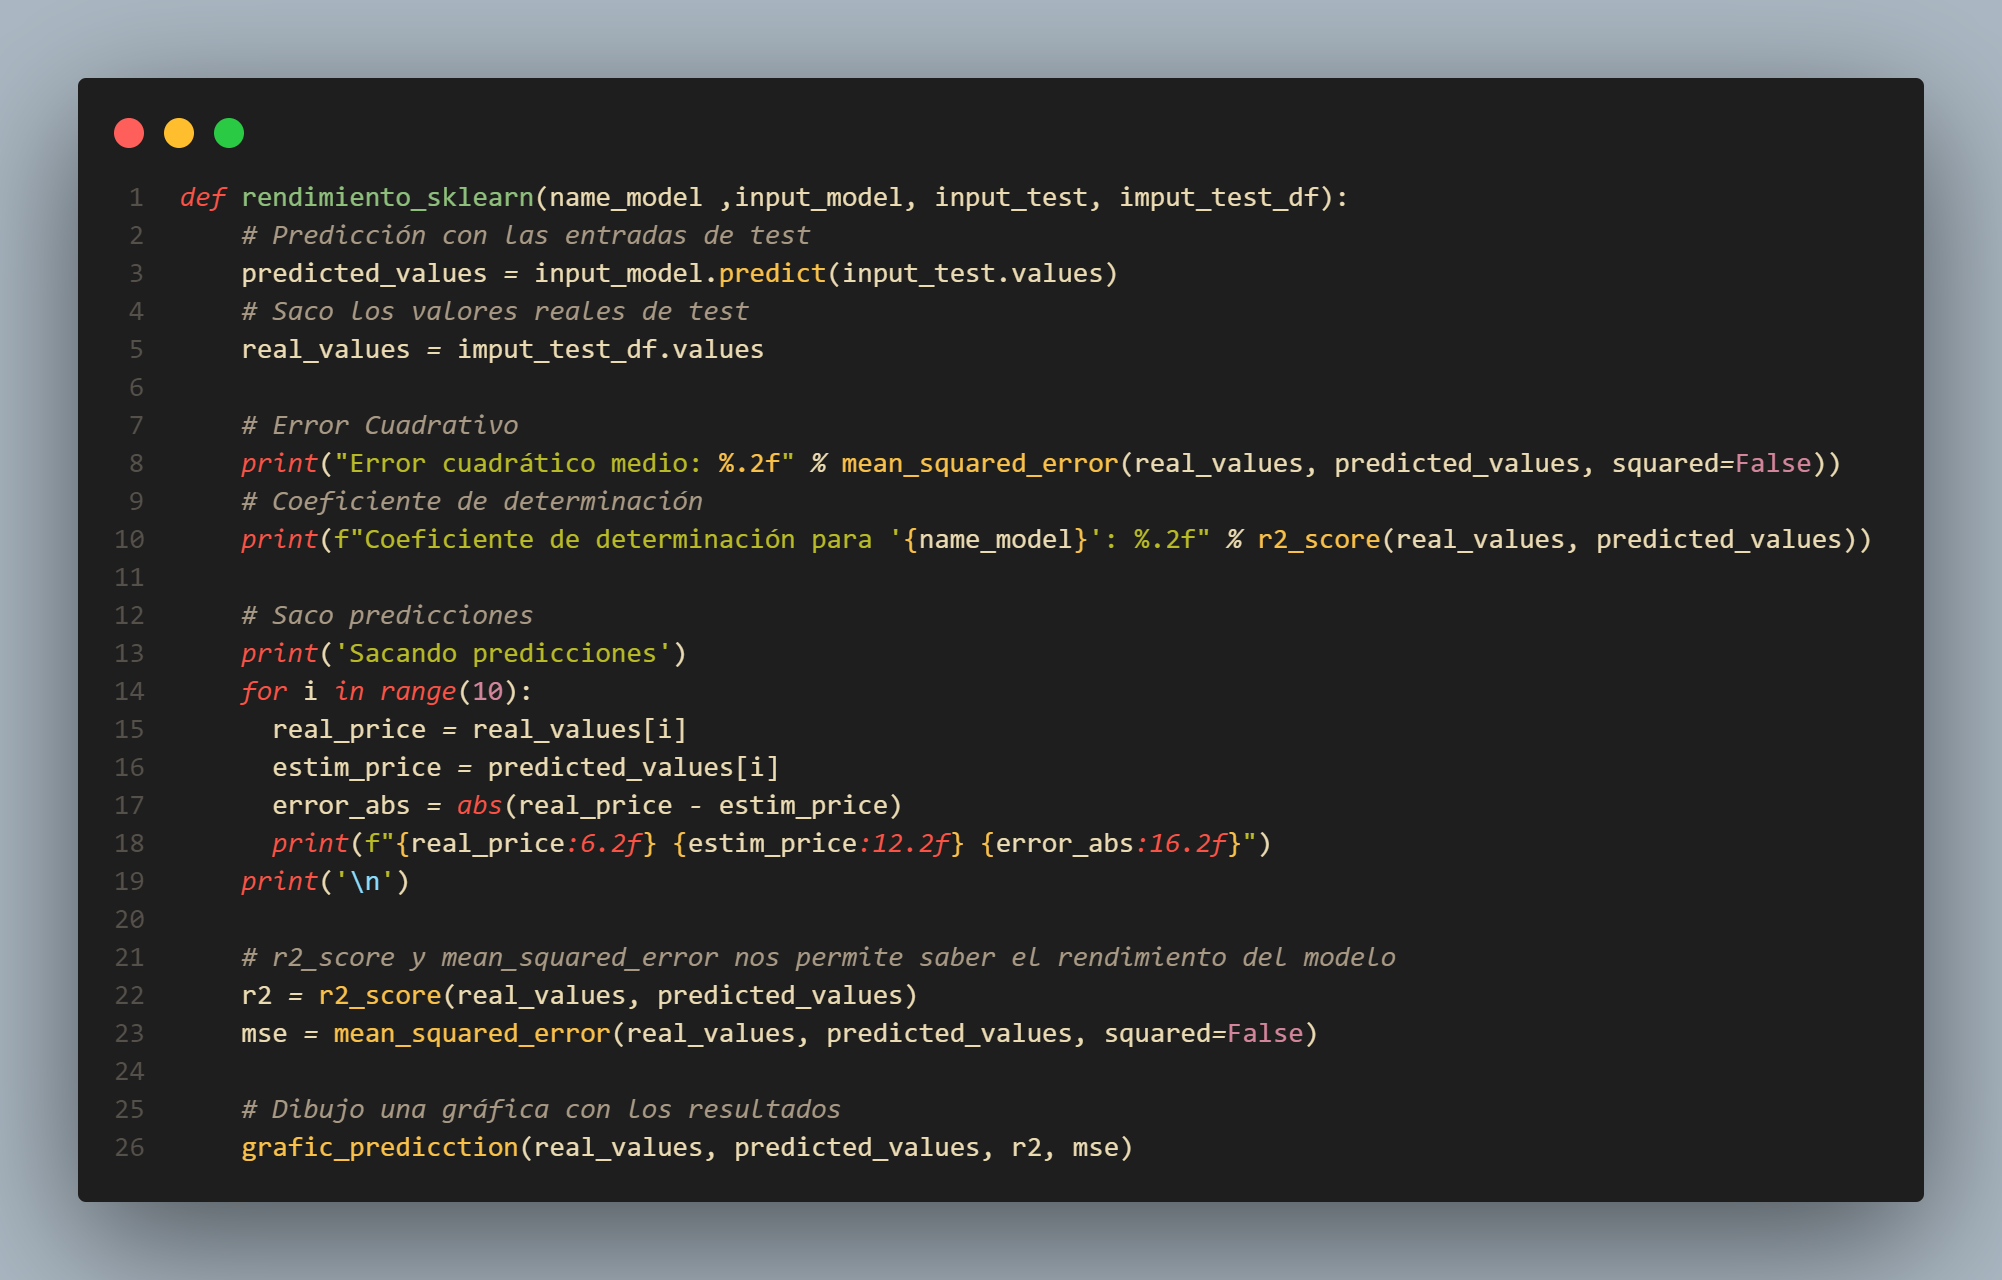 1 def rendimiento_sklearn(name_model ,input_model, input_test, imput_test_df):
2     # Predicción con las entradas de test
3     predicted_values = input_model.predict(input_test.values)
4     # Saco los valores reales de test
5     real_values = imput_test_df.values
6
7     # Error Cuadrativo
8     print("Error cuadrático medio: %.2f" % mean_squared_error(real_values, predicted_values, squared=False))
9     # Coeficiente de determinación
10     print(f"Coeficiente de determinación para '{name_model}': %.2f" % r2_score(real_values, predicted_values))
11
12     # Saco predicciones
13     print('Sacando predicciones')
14     for i in range(10):
15       real_price = real_values[i]
16       estim_price = predicted_values[i]
17       error_abs = abs(real_price - estim_price)
18       print(f"{real_price:6.2f} {estim_price:12.2f} {error_abs:16.2f}")
19     print('\n')
20
21     # r2_score y mean_squared_error nos permite saber el rendimiento del modelo
22     r2 = r2_score(real_values, predicted_values)
23     mse = mean_squared_error(real_values, predicted_values, squared=False)
24
25     # Dibujo una gráfica con los resultados
26     grafic_predicction(real_values, predicted_values, r2, mse)